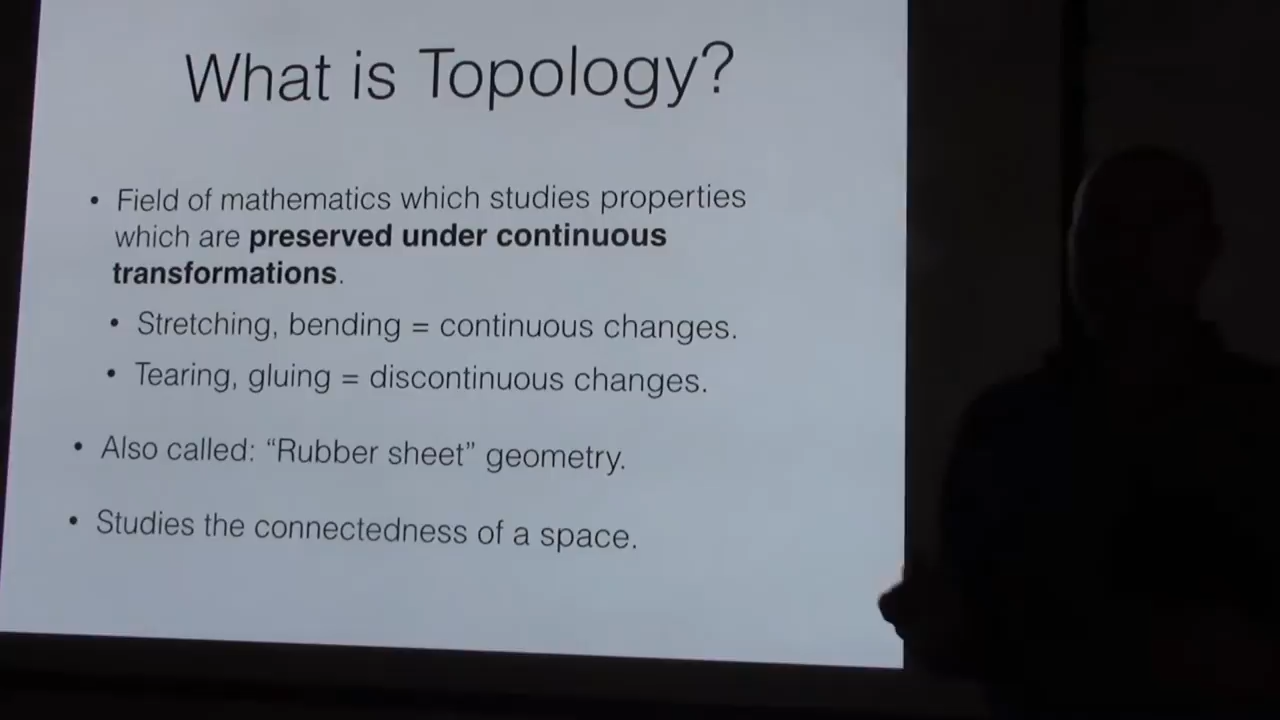 What is Topology?
• Field of mathematics which studies properties
which are preserved under continuous
transformations.
• Stretching, bending = continuous changes.
• Tearing, gluing = discontinuous changes.
• Also called: “Rubber sheet” geometry.
• Studies the connectedness of a space.